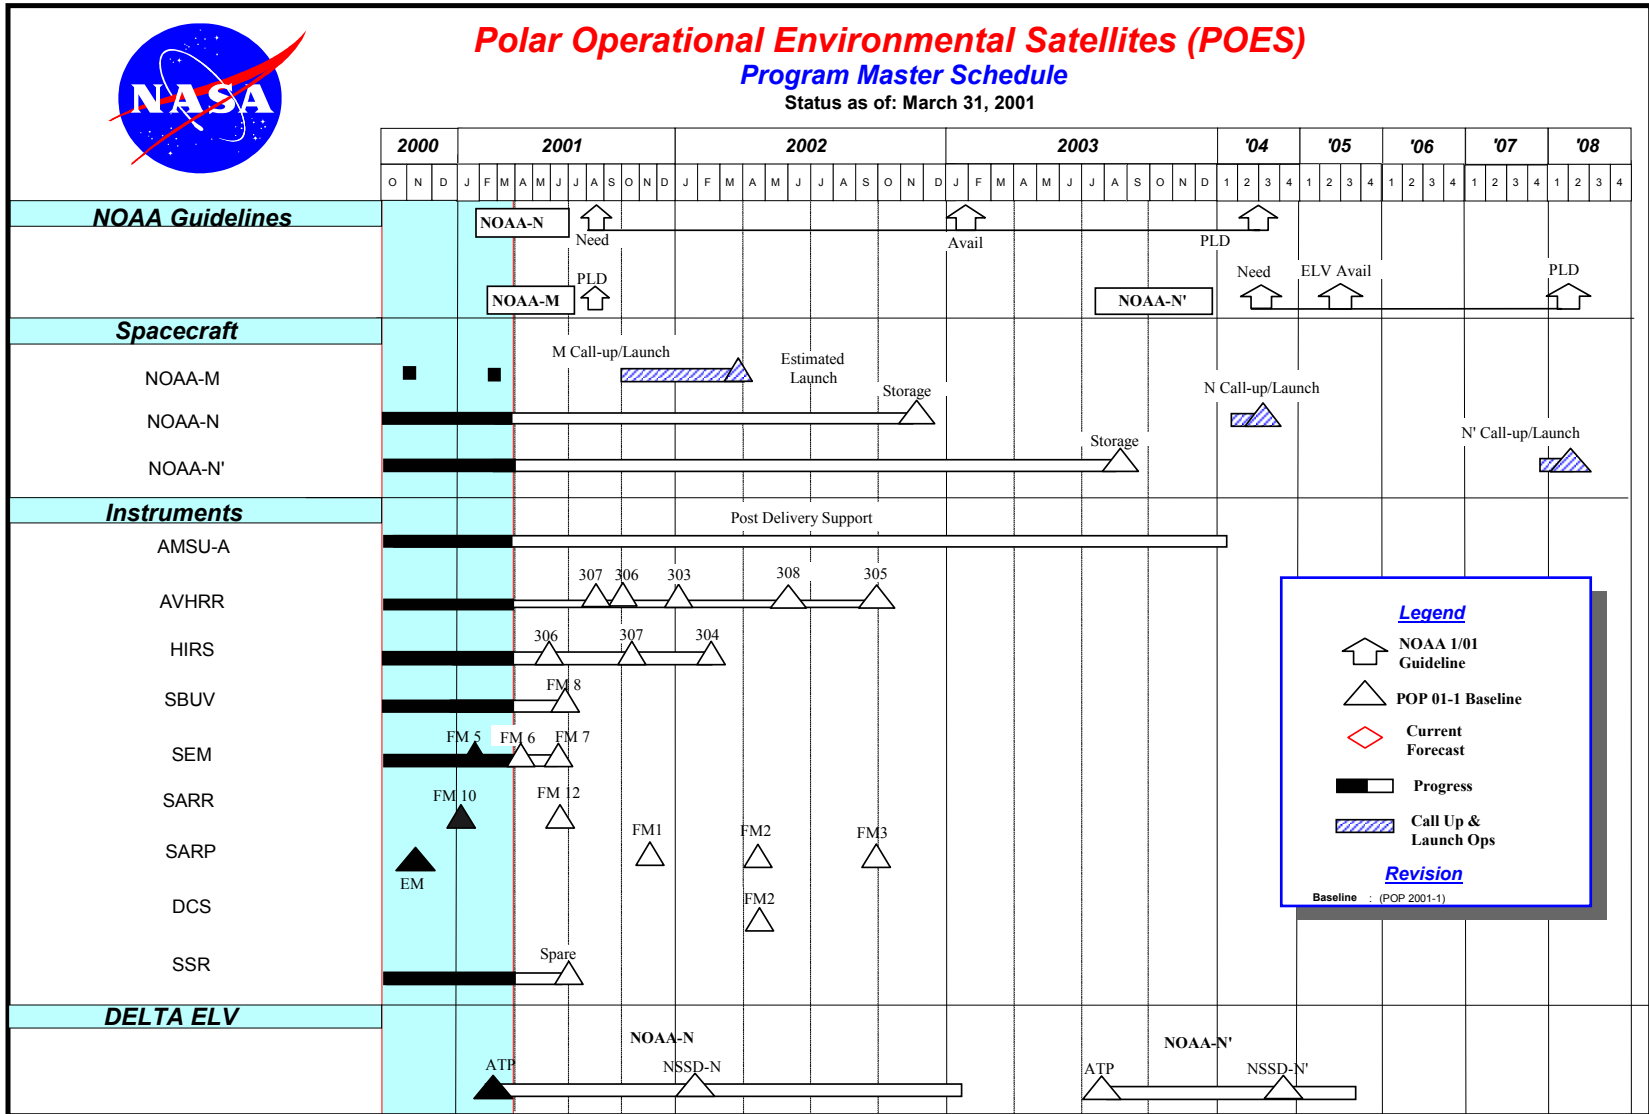 NASA
Polar Operational Environmental Satellites (POES)
Program Master Schedule
Status as of: March 31, 2001
2000 2001 2002 2003 '04 '05 '06 '07 '08
O N D J F M A M J J A S O N D J F M A M J J A S O N D J F M A M J J A S O N D 1 2 3 4 1 2 3 4 1 2 3 4 1 2 3 4 1 2 3 4
NOAA Guidelines
NOAA-N
Need
Avail
PLD
NOAA-M
PLD
NOAA-N'
Need
ELV Avail
PLD
Spacecraft
NOAA-M
M Call-up/Launch
Estimated
Launch
NOAA-N
Storage
N Call-up/Launch
NOAA-N'
Storage
N' Call-up/Launch
Instruments
AMSU-A
Post Delivery Support
AVHRR
307 306 303 308 305
HIRS
306 307 304
SBUV
FM 8
SEM
FM 5 FM 6 FM 7
SARR
FM 10 FM 12
SARP
EM
FM1 FM2 FM3
DCS
FM2
SSR
Spare
DELTA ELV
NOAA-N
ATP
NSSD-N
NOAA-N'
ATP
NSSD-N'
Legend
NOAA 1/01
Guideline
POP 01-1 Baseline
Current
Forecast
Progress
Call Up &
Launch Ops
Revision
Baseline : (POP 2001-1)